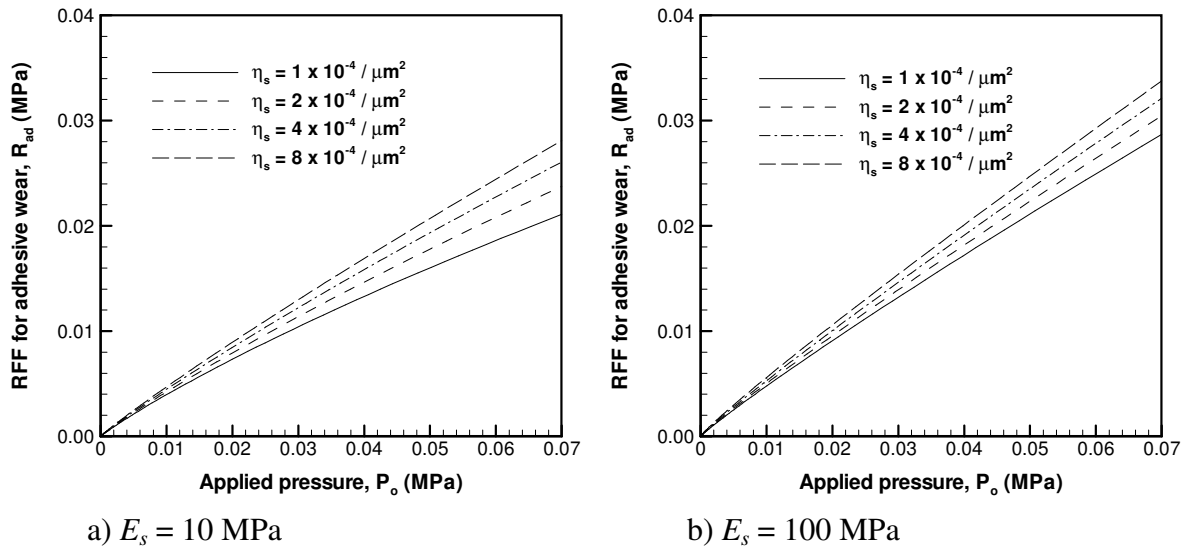 0.04
0.03
0.02
0.01
0.00
RFF for adhesive wear, R_ad (MPa)
η_s = 1 x 10⁻⁴ / μm²
η_s = 2 x 10⁻⁴ / μm²
η_s = 4 x 10⁻⁴ / μm²
η_s = 8 x 10⁻⁴ / μm²
0 0.01 0.02 0.03 0.04 0.05 0.06 0.07
Applied pressure, P_o (MPa)
a) E_s = 10 MPa
0.04
0.03
0.02
0.01
0.00
RFF for adhesive wear, R_ad (MPa)
η_s = 1 x 10⁻⁴ / μm²
η_s = 2 x 10⁻⁴ / μm²
η_s = 4 x 10⁻⁴ / μm²
η_s = 8 x 10⁻⁴ / μm²
0 0.01 0.02 0.03 0.04 0.05 0.06 0.07
Applied pressure, P_o (MPa)
b) E_s = 100 MPa